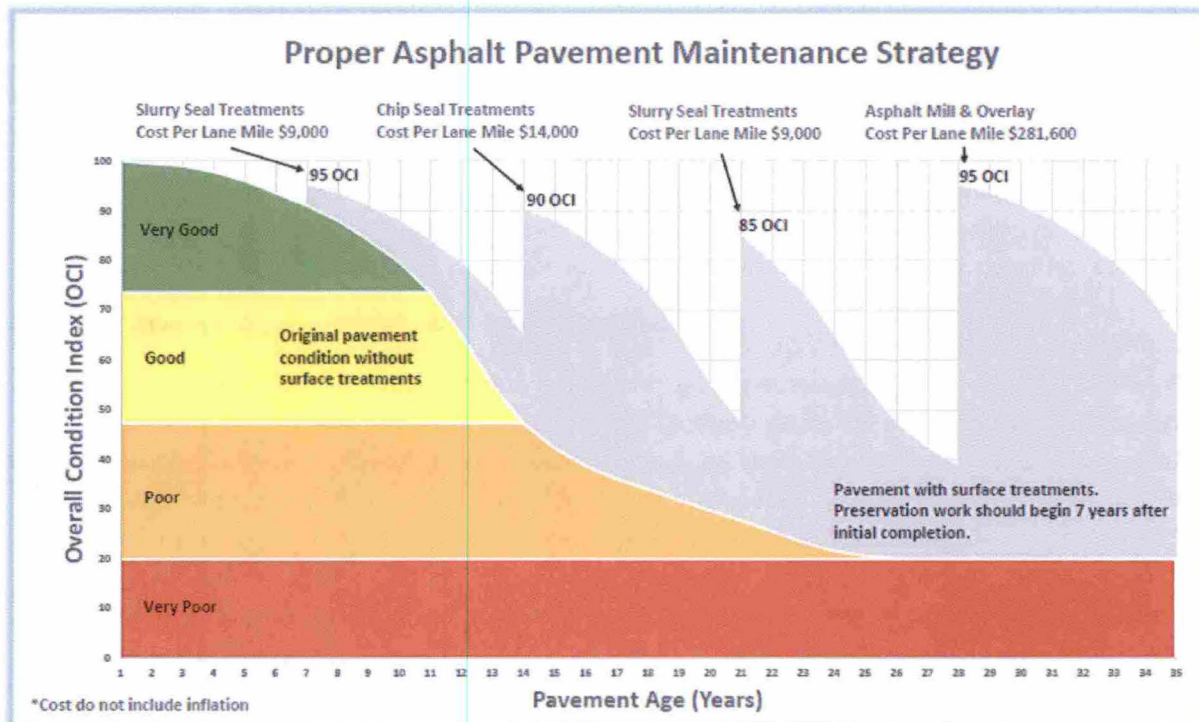 Proper Asphalt Pavement Maintenance Strategy
Slurry Seal Treatments
Cost Per Lane Mile $9,000
Chip Seal Treatments
Cost Per Lane Mile $14,000
Slurry Seal Treatments
Cost Per Lane Mile $9,000
Asphalt Mill & Overlay
Cost Per Lane Mile $281,600
95 OCI
90 OCI
85 OCI
95 OCI
Overall Condition Index (OCI)
100
90
80
70
60
50
40
30
20
10
0
Very Good
Good
Original pavement
condition without
surface treatments
Poor
Pavement with surface treatments.
Preservation work should begin 7 years after
initial completion.
Very Poor
1 2 3 4 5 6 7 8 9 10 11 12 13 14 15 16 17 18 19 20 21 22 23 24 25 26 27 28 29 30 31 32 33 34 35
Pavement Age (Years)
*Cost do not include inflation